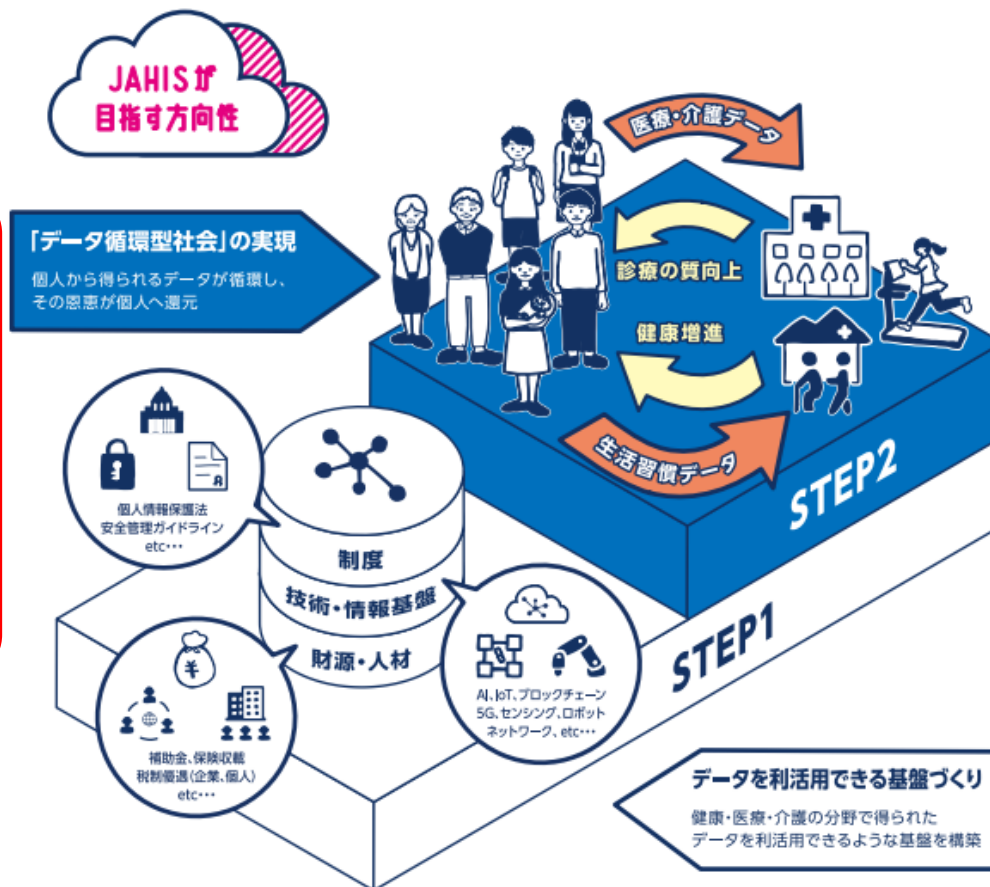 JAHISが
目指す方向性
「データ循環型社会」の実現
個人から得られるデータが循環し、
その恩恵が個人へ還元
医療・介護データ
診療の質向上
健康増進
生活習慣データ
STEP2
個人情報保護法
安全管理ガイドライン
etc…
制度
技術・情報基盤
財源・人材
STEP1
AI、IoT、ブロックチェーン
5G、センシング、ロボット
ネットワーク、etc…
補助金、保険収載
税制優遇(企業、個人)
etc…
データを利活用できる基盤づくり
健康・医療・介護の分野で得られた
データを利活用できるような基盤を構築